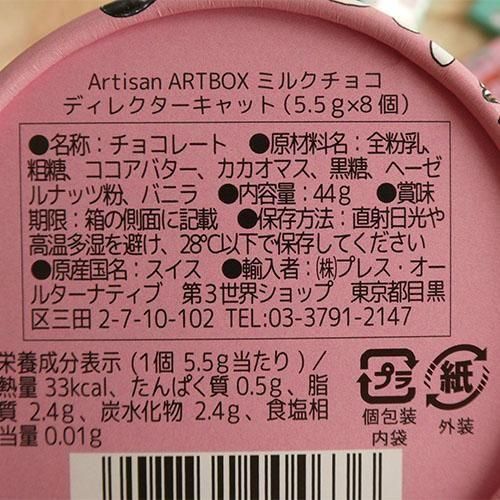 Artisan ARTBOX ミルクチョコ
ディレクターキャット(5.5g×8個)
●名称:チョコレート ●原材料名:全粉乳、
粗糖、ココアバター、カカオマス、黒糖、ヘーゼ
ルナッツ粉、バニラ ●内容量:44g ●賞味
期限:箱の側面に記載 ●保存方法:直射日光や
高温多湿を避け、28℃以下で保存してください
●原産国名:スイス ●輸入者:㈱プレス・オー
ルターナティブ 第3世界ショップ 東京都目黒
区三田 2-7-10-102 TEL:03-3791-2147
栄養成分表示(1個 5.5g当たり)/
熱量 33kcal、たんぱく質 0.5g、脂
質 2.4g、炭水化物 2.4g、食塩相
当量 0.01g
プラ
個包装
内袋
紙
外装